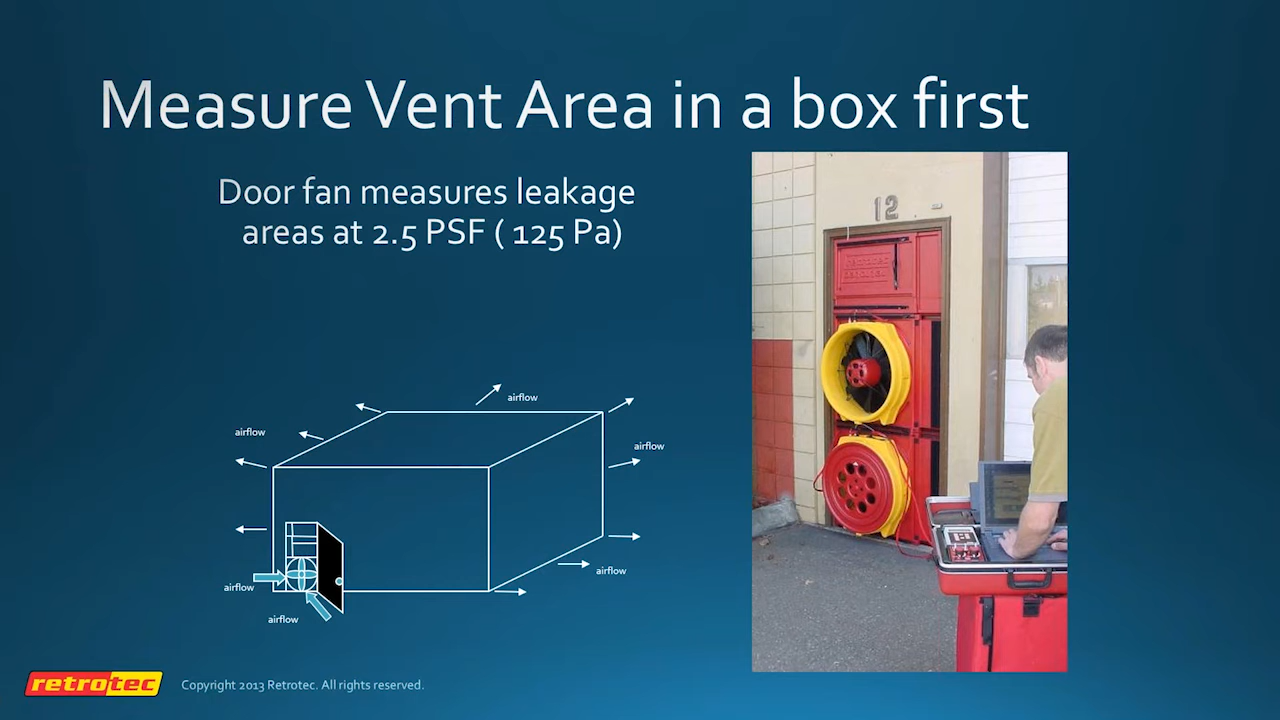 Measure Vent Area in a box first
Door fan measures leakage
areas at 2.5 PSF ( 125 Pa)
12
airflow
airflow
airflow
airflow
airflow
airflow
retrotec
Copyright 2013 Retrotec. All rights reserved.